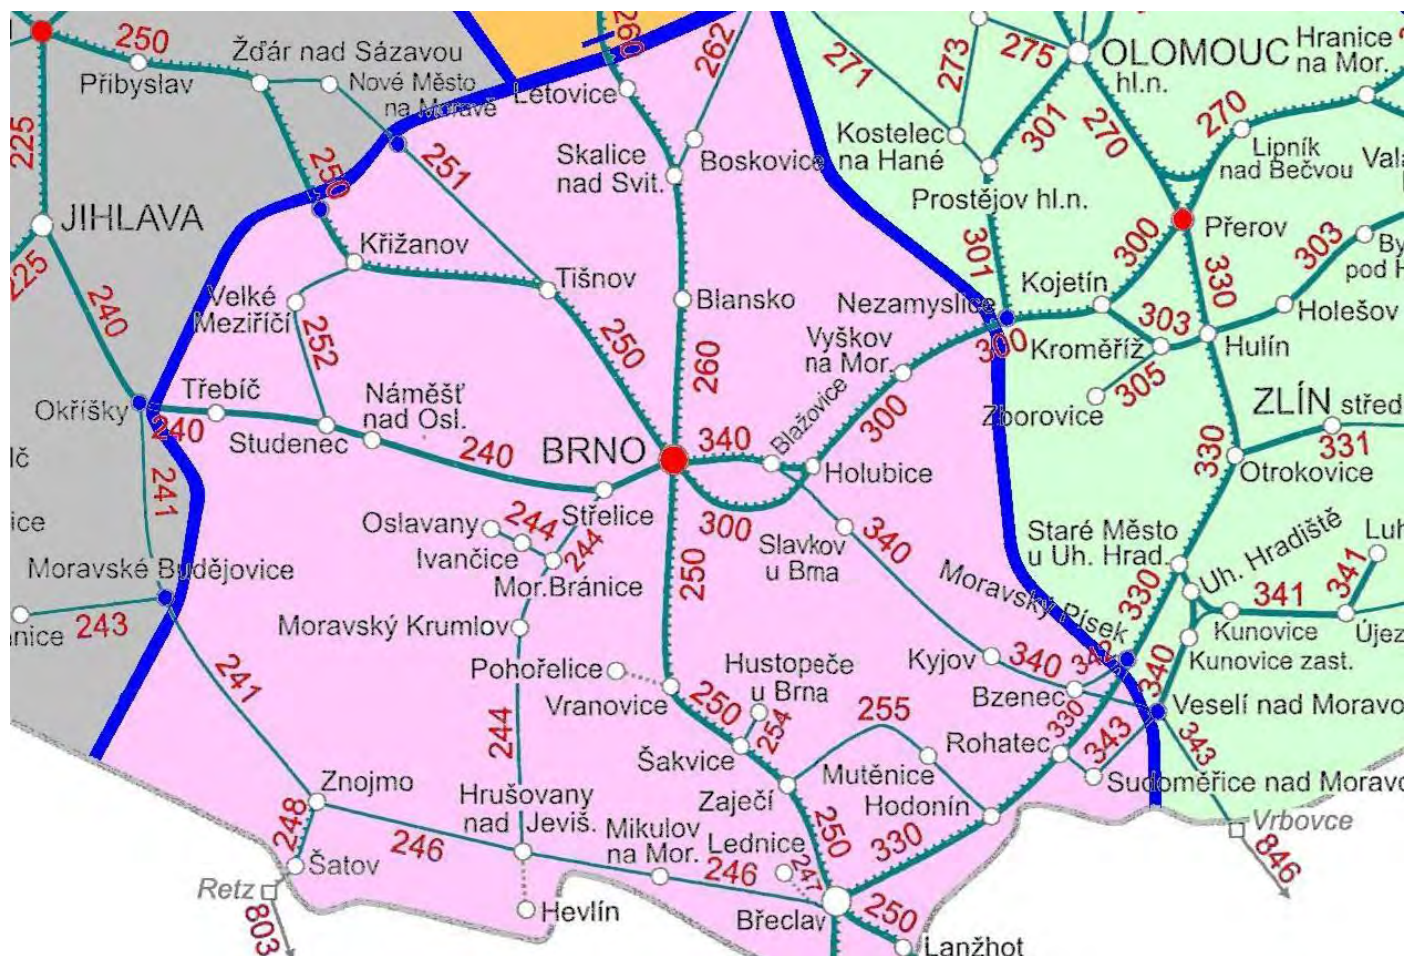 250
Žďár nad Sázavou
Přibyslav
Nové Město
na Moravě
225
JIHLAVA
225
240
250
251
260
262
Letovice
Skalice
nad Svit.
Boskovice
271
273
275
OLOMOUC
hl.n.
Hranice
na Mor.
Kostelec
na Hané
301
270
270
Lipník
nad Bečvou
Prostějov hl.n.
Přerov
301
300
303
330
Křižanov
Velké
Meziříčí
252
Tišnov
250
Blansko
260
Nezamyslice
300
Kojetín
303
Holešov
Kroměříž
Hulín
305
Zborovice
Vyškov
na Mor.
Okříšky
240
Třebíč
Studenec
Náměšť
nad Osl.
240
BRNO
340
Blažovice
Holubice
300
300
ZLÍN střed
331
330
Otrokovice
241
Oslavany
244
Ivančice
Střelice
244
Mor.Bránice
250
Slavkov
u Brna
340
Staré Město
u Uh. Hrad.
Uh. Hradiště
341
341
Kunovice
Kunovice zast.
Moravské Budějovice
243
241
Moravský Krumlov
Moravský Písek
330
340
Kyjov
340
342
Bzenec
Veselí nad Moravo
Pohořelice
Vranovice
Hustopeče
u Brna
250
254
255
244
Šakvice
Zaječí
Mutěnice
Rohatec
330
343
343
Sudoměřice nad Moravo
Hodonín
Znojmo
248
Šatov
Retz
803
246
Hrušovany
nad Jeviš.
Mikulov
na Mor.
246
Lednice
247
250
330
Hevlín
Břeclav
250
Lanžhot
Vrbovce
846